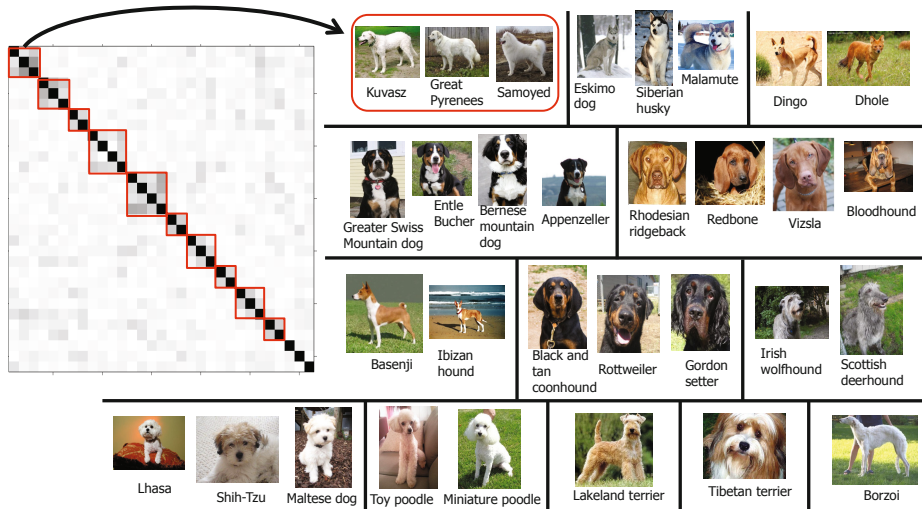 Kuvasz
Great
Pyrenees
Samoyed
Eskimo
dog
Siberian
husky
Malamute
Dingo
Dhole
Greater Swiss
Mountain dog
Entle
Bucher
Bernese
mountain
dog
Appenzeller
Rhodesian
ridgeback
Redbone
Vizsla
Bloodhound
Basenji
Ibizan
hound
Black and
tan
coonhound
Rottweiler
Gordon
setter
Irish
wolfhound
Scottish
deerhound
Lhasa
Shih-Tzu
Maltese dog
Toy poodle
Miniature poodle
Lakeland terrier
Tibetan terrier
Borzoi